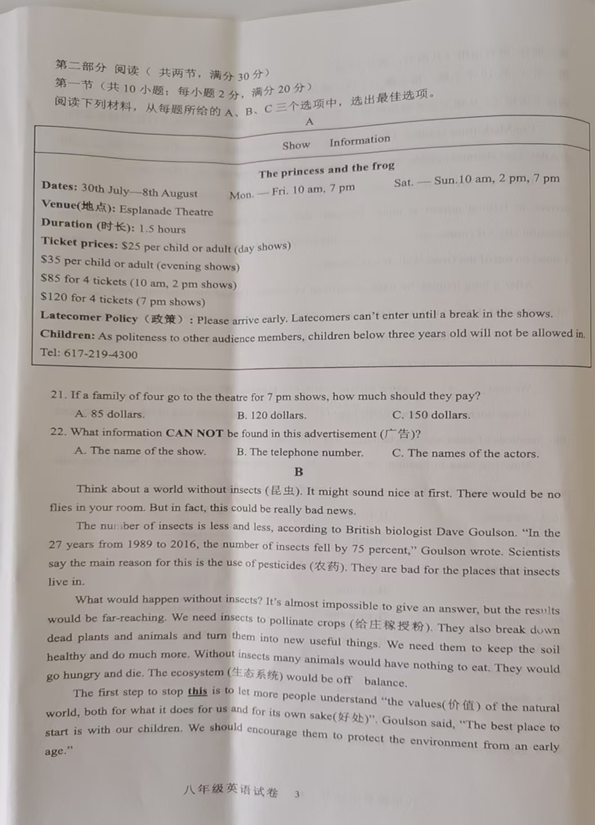 第二部分 阅读（ 共两节，满分30分）
第一节（共10小题；每小题2分，满分20分）
阅读下列材料，从每题所给的A、B、C三个选项中，选出最佳选项。
A
Show Information
The princess and the frog
Dates: 30th July—8th August Mon. — Fri. 10 am, 7 pm Sat. — Sun.10 am, 2 pm, 7 pm
Venue(地点): Esplanade Theatre
Duration (时长): 1.5 hours
Ticket prices: $25 per child or adult (day shows)
$35 per child or adult (evening shows)
$85 for 4 tickets (10 am, 2 pm shows)
$120 for 4 tickets (7 pm shows)
Latecomer Policy（政策）: Please arrive early. Latecomers can't enter until a break in the shows.
Children: As politeness to other audience members, children below three years old will not be allowed in.
Tel: 617-219-4300
21. If a family of four go to the theatre for 7 pm shows, how much should they pay?
A. 85 dollars. B. 120 dollars. C. 150 dollars.
22. What information CAN NOT be found in this advertisement (广告)?
A. The name of the show. B. The telephone number. C. The names of the actors.
B
Think about a world without insects (昆虫). It might sound nice at first. There would be no
flies in your room. But in fact, this could be really bad news.
The number of insects is less and less, according to British biologist Dave Goulson. “In the
27 years from 1989 to 2016, the number of insects fell by 75 percent,” Goulson wrote. Scientists
say the main reason for this is the use of pesticides (农药). They are bad for the places that insects
live in.
What would happen without insects? It's almost impossible to give an answer, but the results
would be far-reaching. We need insects to pollinate crops (给庄稼授粉). They also break down
dead plants and animals and turn them into new useful things. We need them to keep the soil
healthy and do much more. Without insects many animals would have nothing to eat. They would
go hungry and die. The ecosystem (生态系统) would be off balance.
The first step to stop this is to let more people understand “the values(价值) of the natural
world, both for what it does for us and for its own sake(好处)”. Goulson said, “The best place to
start is with our children. We should encourage them to protect the environment from an early
age.”
八年级英语试卷 3